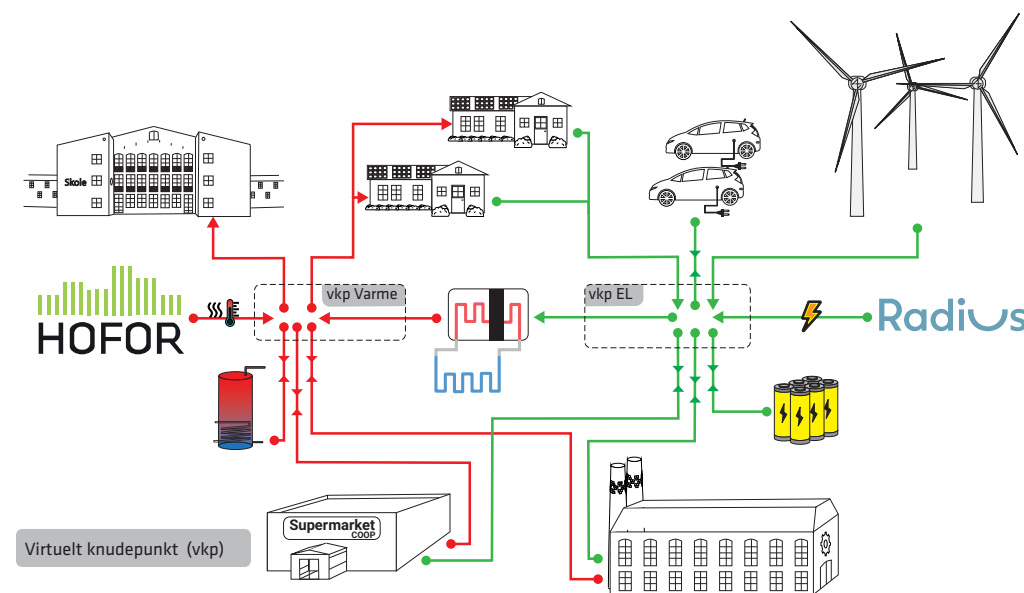 Skole
vkp Varme
vkp EL
HOFOR
Radius
Supermarket
COOP
Virtuelt knudepunkt (vkp)